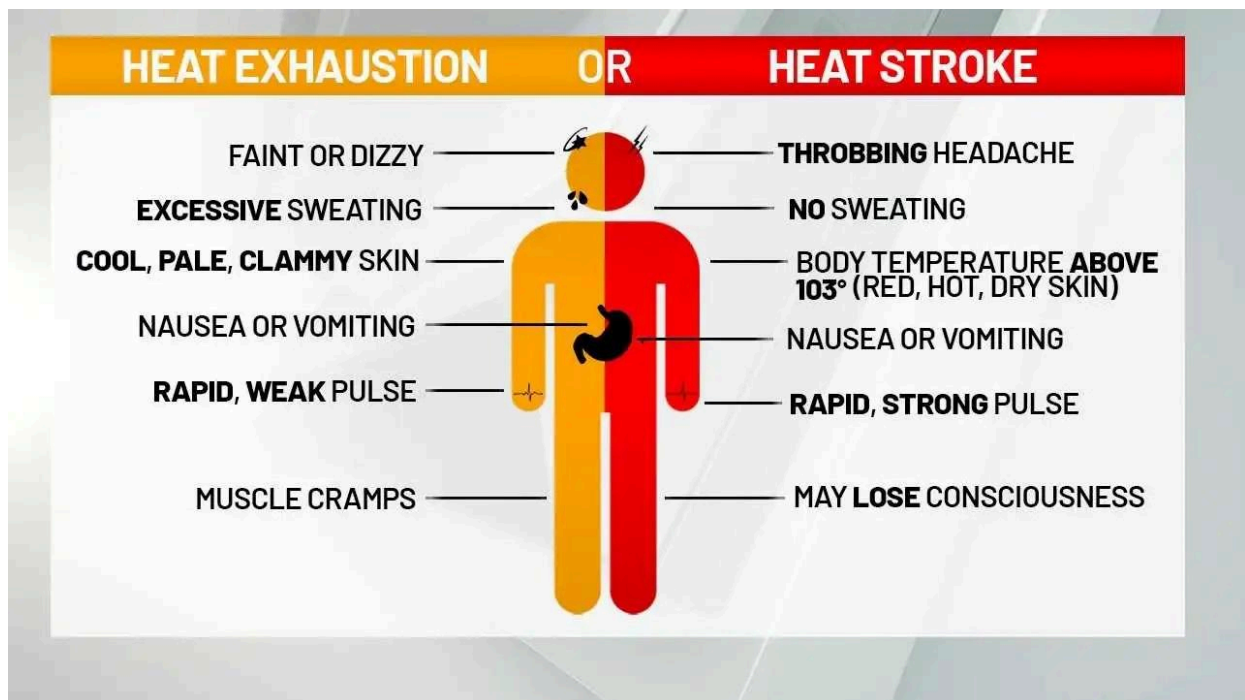 HEAT EXHAUSTION OR HEAT STROKE
FAINT OR DIZZY
EXCESSIVE SWEATING
COOL, PALE, CLAMMY SKIN
NAUSEA OR VOMITING
RAPID, WEAK PULSE
MUSCLE CRAMPS
THROBBING HEADACHE
NO SWEATING
BODY TEMPERATURE ABOVE
103° (RED, HOT, DRY SKIN)
NAUSEA OR VOMITING
RAPID, STRONG PULSE
MAY LOSE CONSCIOUSNESS